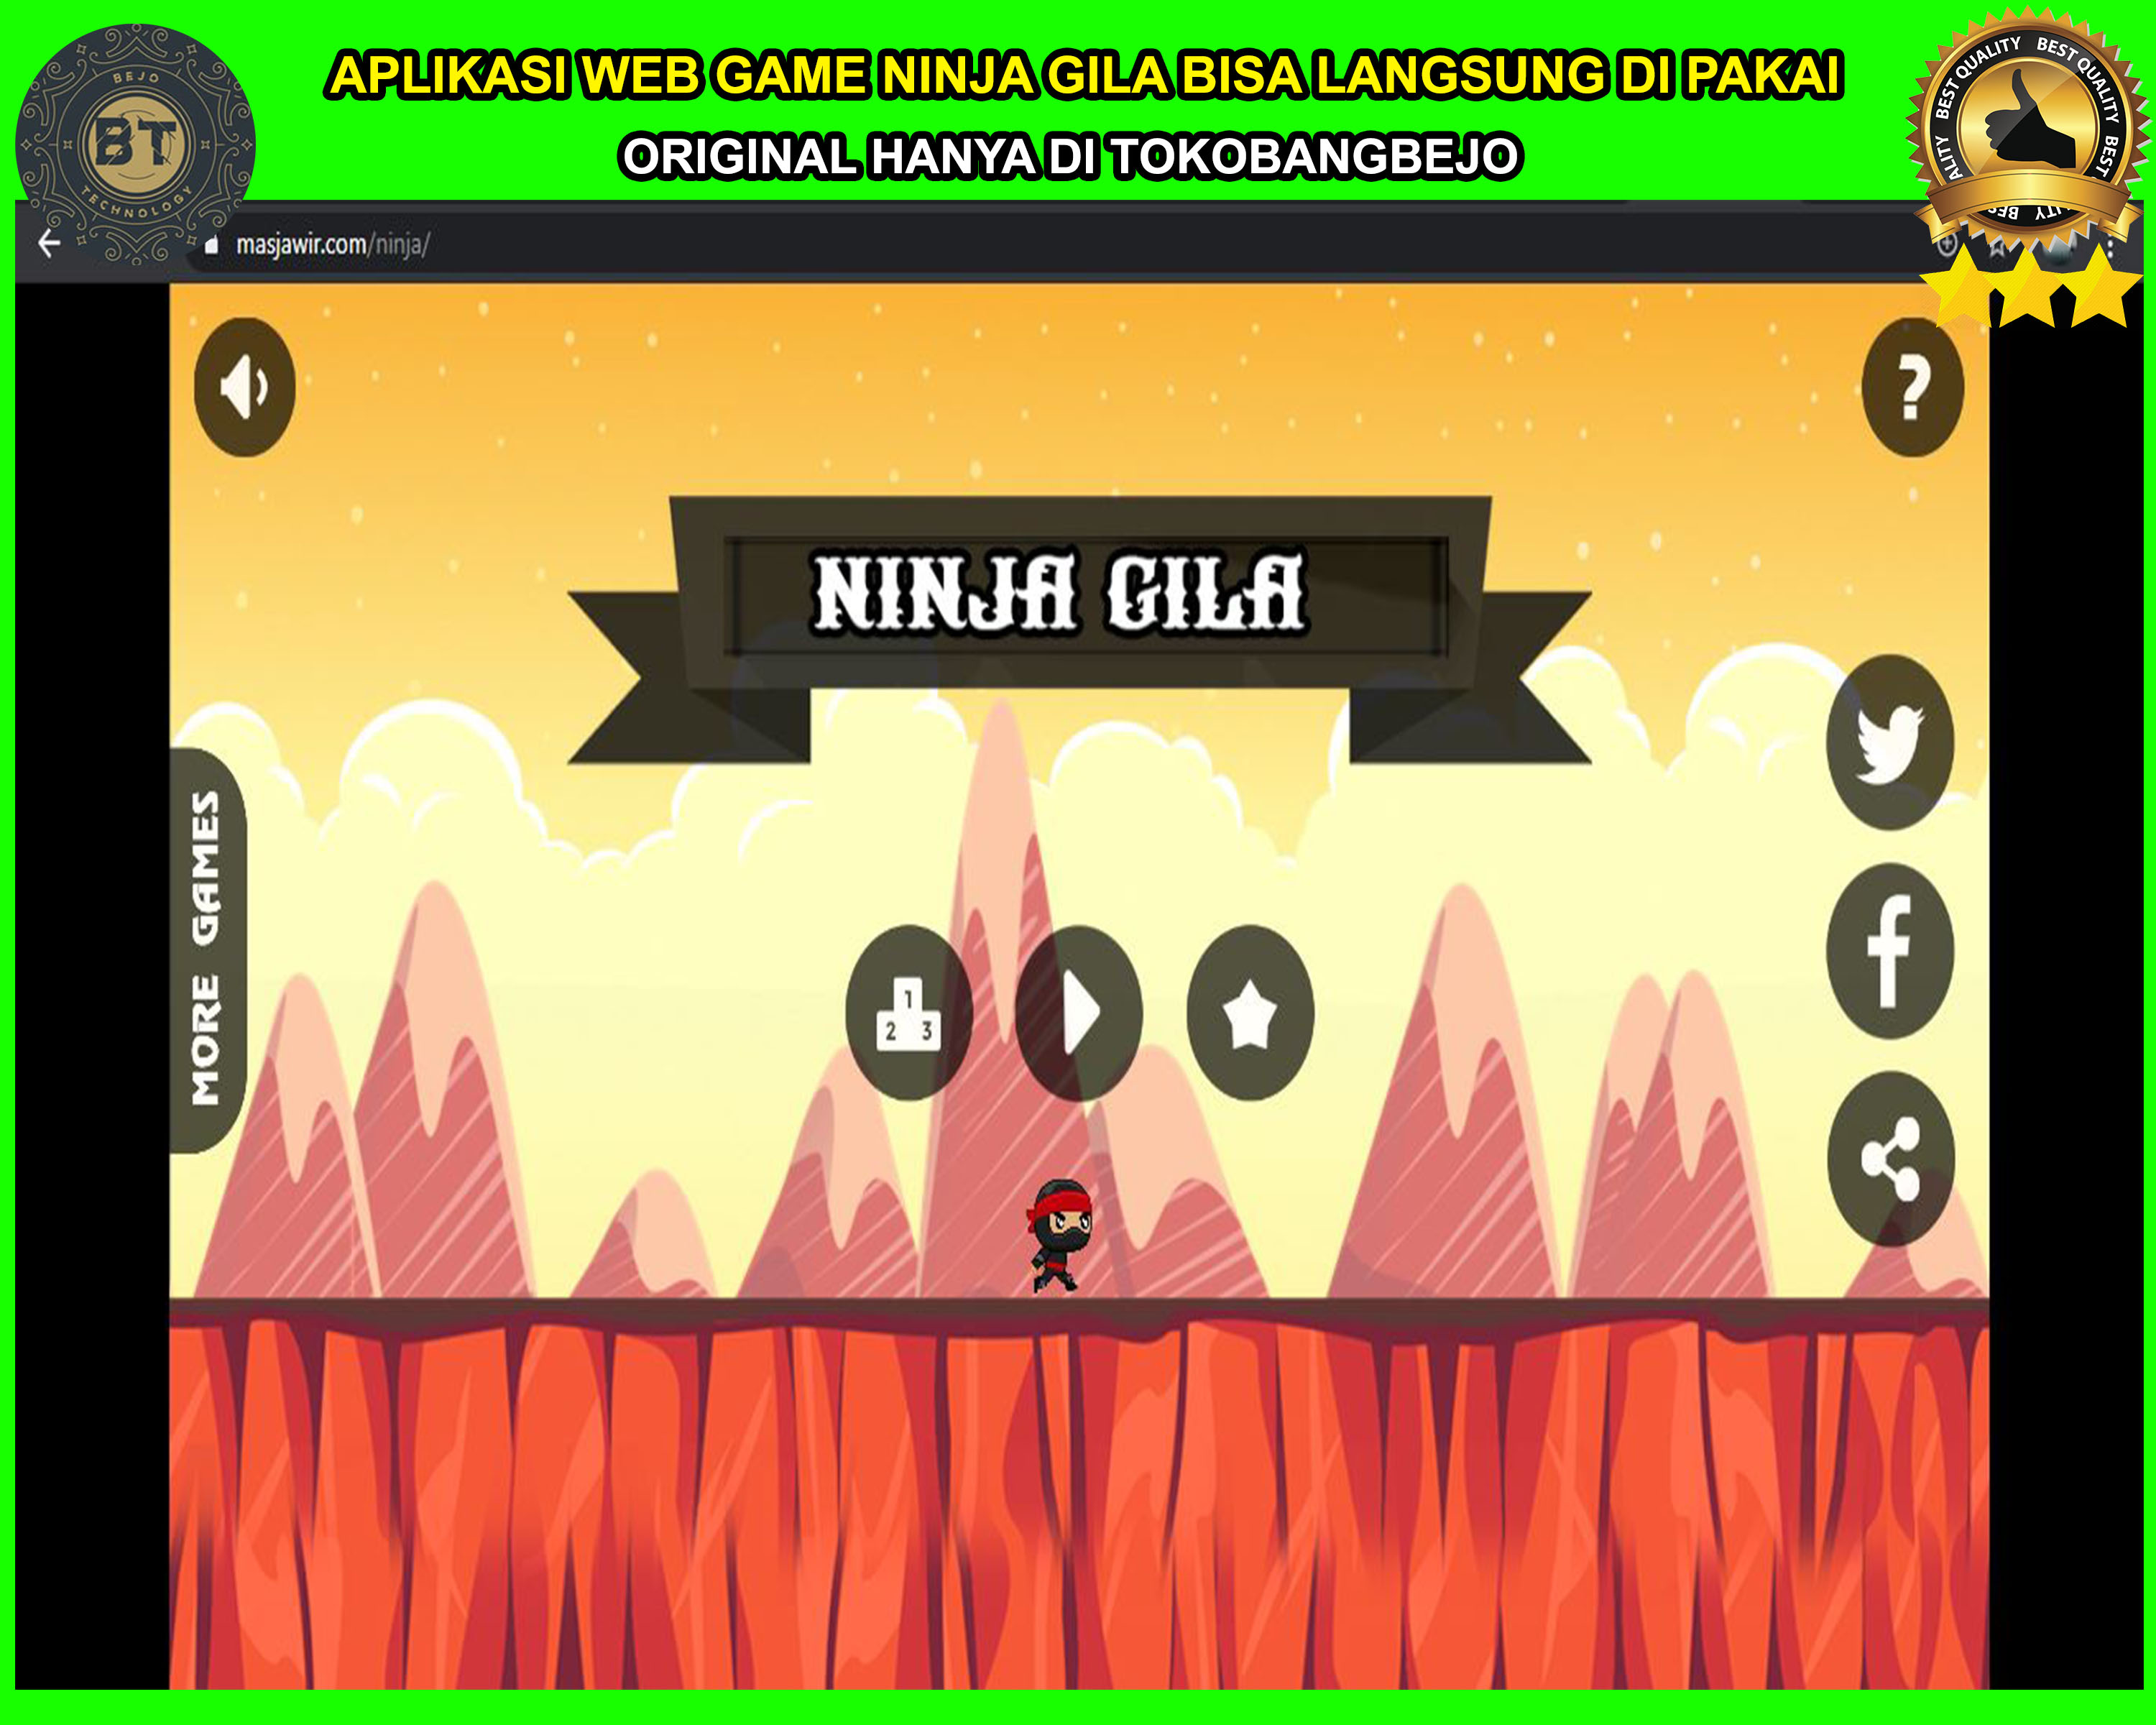 APLIKASI WEB GAME NINJA GILA BISA LANGSUNG DI PAKAI
ORIGINAL HANYA DI TOKOBANGBEJO
BEJO
BT
TECHNOLOGY
BEST QUALITY BEST QUALITY BEST
ALITY
masjawir.com/ninja/
NINJA GILA
MORE GAMES
1
2 3